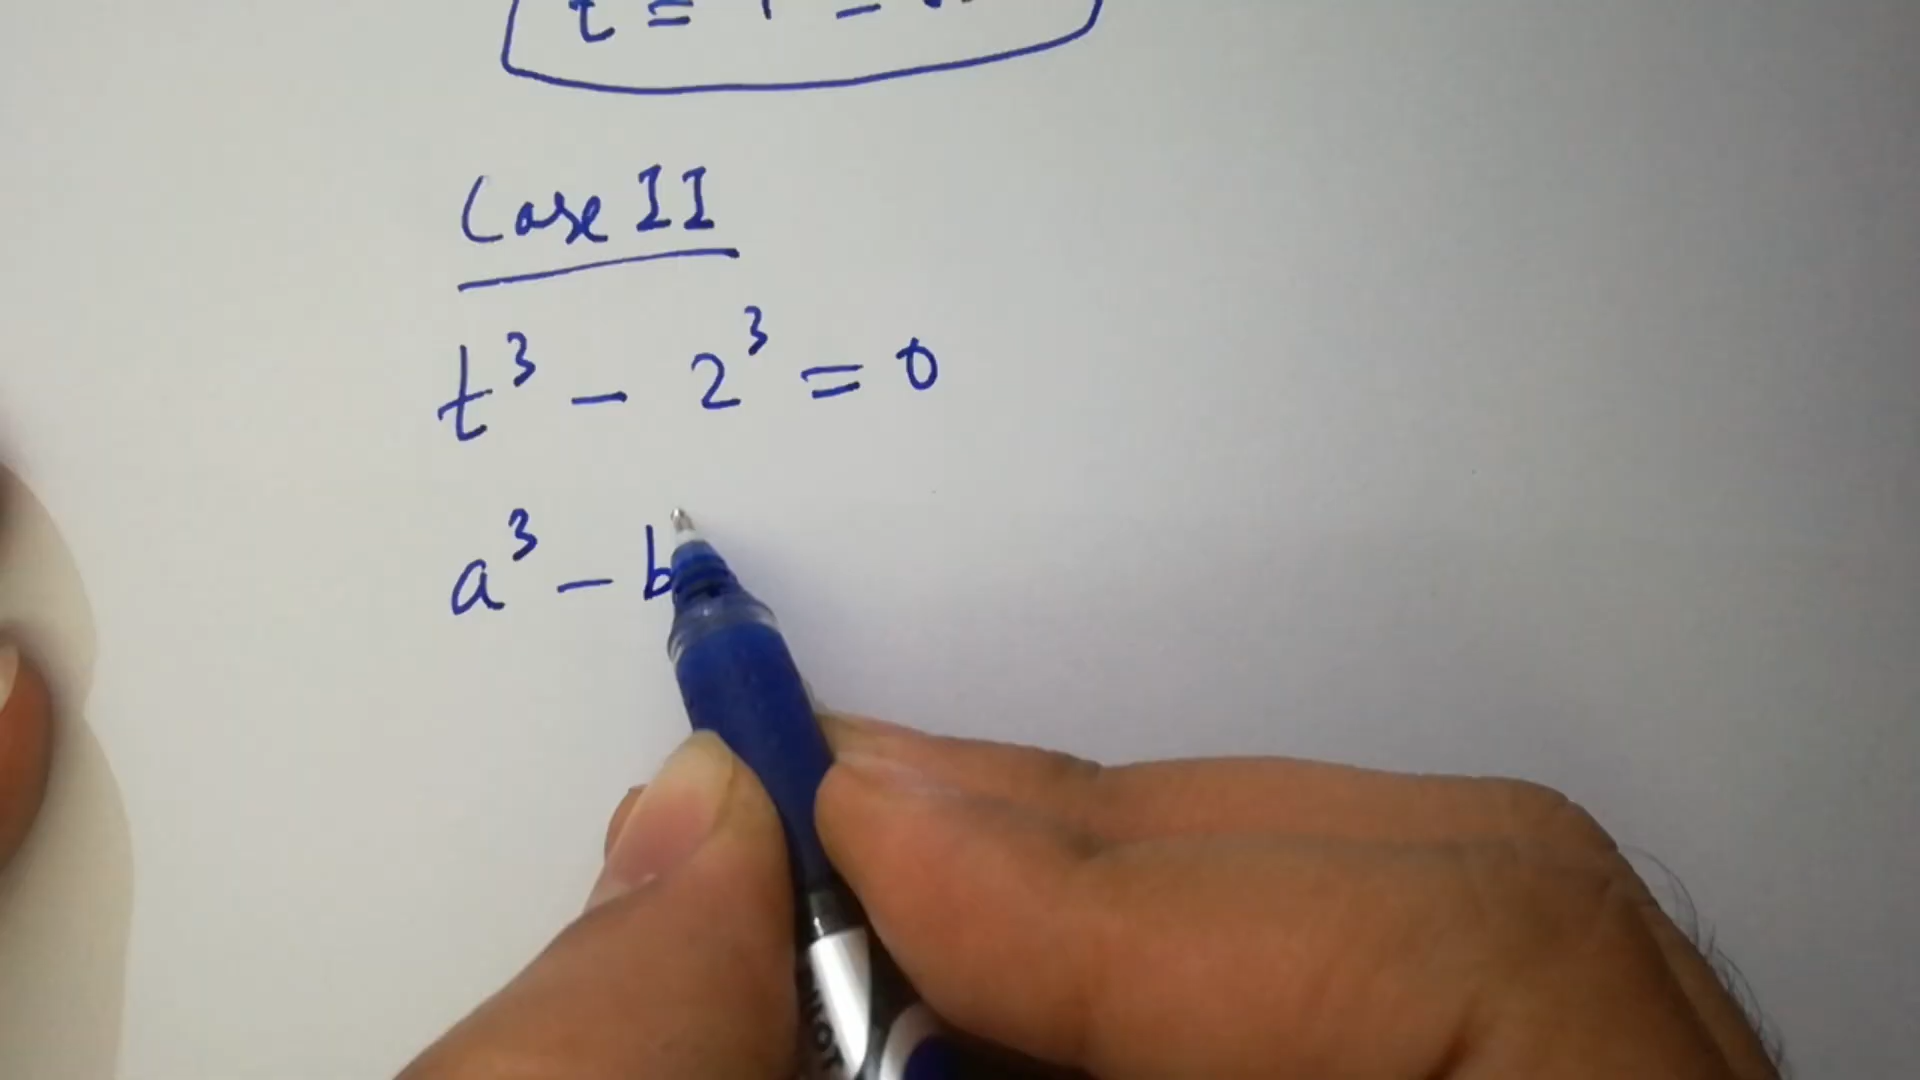 t =
Case II
t³ - 2³ = 0
a³ - b